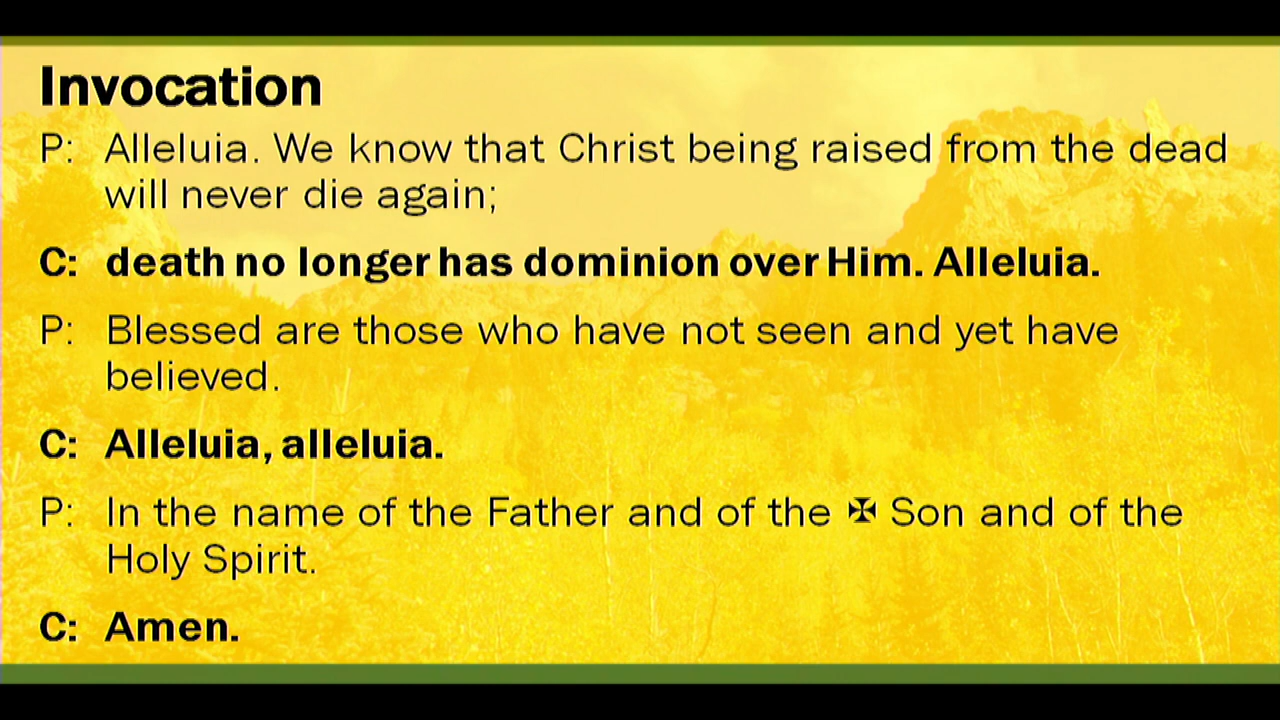 Invocation
P: Alleluia. We know that Christ being raised from the dead
will never die again;
C: death no longer has dominion over Him. Alleluia.
P: Blessed are those who have not seen and yet have
believed.
C: Alleluia, alleluia.
P: In the name of the Father and of the ✠ Son and of the
Holy Spirit.
C: Amen.